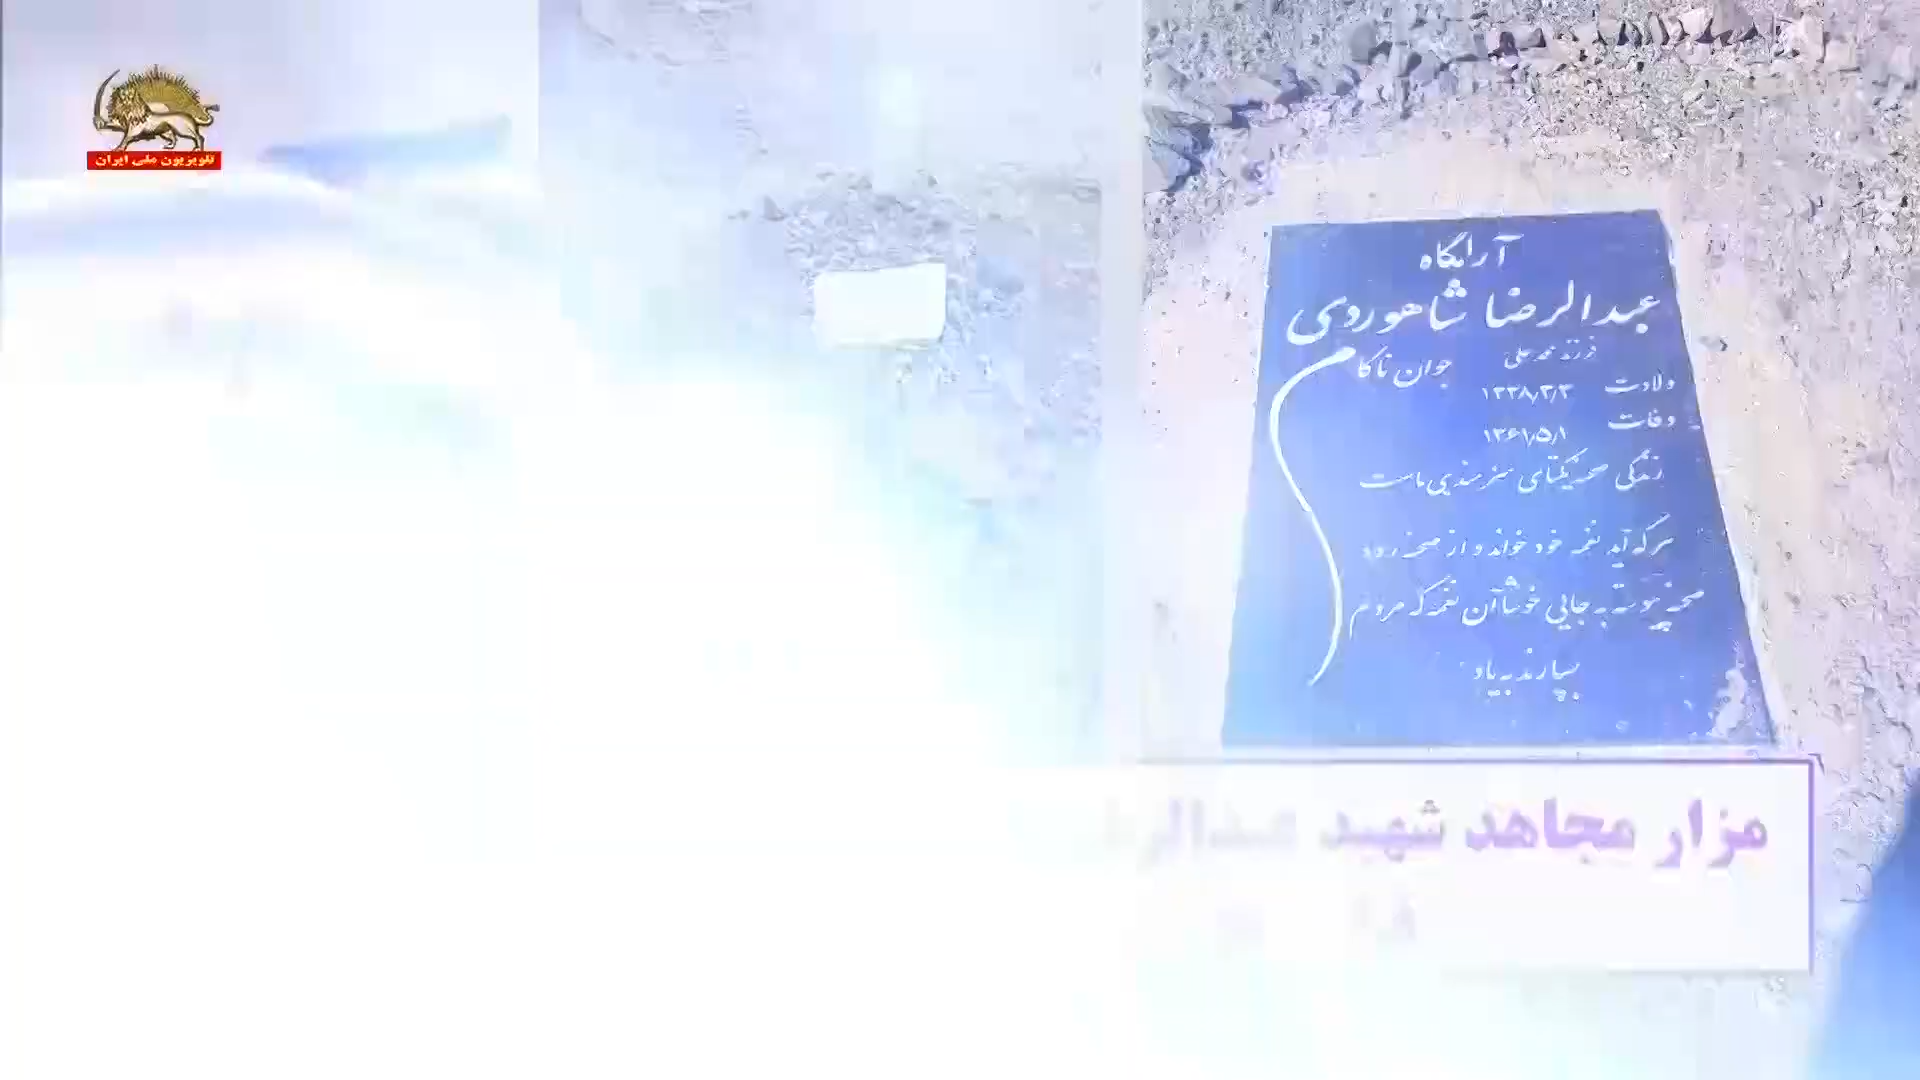 تلویزیون ملی ایران
آرامگاه
عبدالرضا شاهوروی
فرزند محمدعلی
جوان ناکام
ولادت ۱۳۳۸/۳/۳
وفات ۱۳۶۱/۵/۱
زندگی صحنه یکتای هنرمندی ماست
هرکه آید نغمه خود خواند و از صحنه رود
صحنه پیوسته به جایی خوشا آن نغمه که مردم
بسپارند به یاد
مزار مجاهد شهید